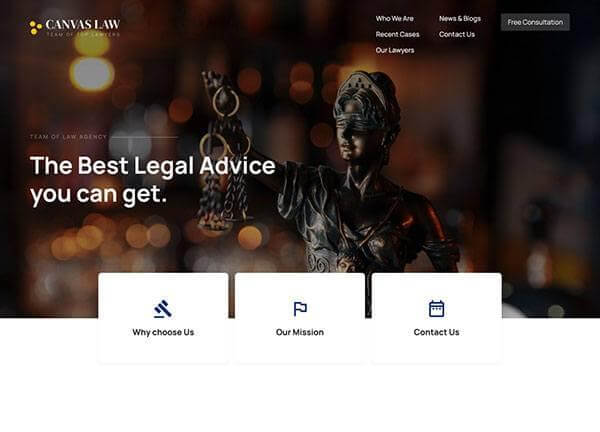 CANVAS LAW
TEAM OF TOP LAWYERS
Who We Are
News & Blogs
Free Consultation
Recent Cases
Contact Us
Our Lawyers
TEAM OF LAW AGENCY
The Best Legal Advice
you can get.
Why choose Us
Our Mission
Contact Us